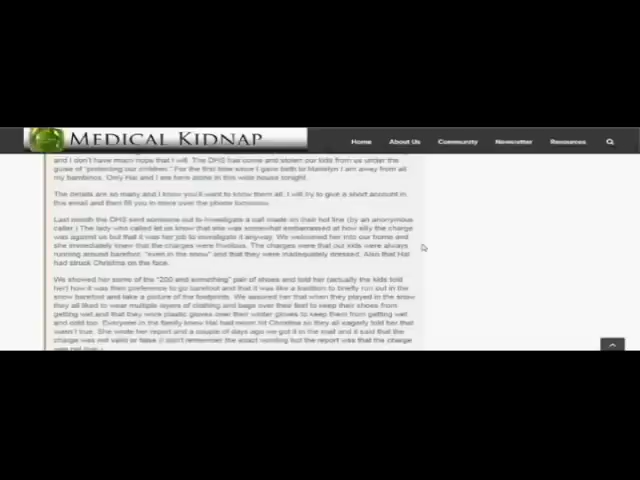 MEDICAL KIDNAP
Home About Us Community Newsletter Resources
and I don't have much hope that I will. The DHS has come and stolen our kids from us under the
guise of "protecting our children." For the first time since I gave birth to I am away from all
my bambinos. Only Hal and I are here alone in this wide house tonight.
The details are so many and I know you'll want to know them all. I will try to give a short account in
this email and then fill you in more over the phone tomorrow.
Last month the DHS sent someone out to investigate a call made on their hot line (by an anonymous
caller.) The lady who called let us know that she was somewhat embarrassed at how silly the charge
was against us but that it was her job to investigate it anyway. We welcomed her into our home and
she immediately knew that the charges were frivolous. The charges were that our kids were always
running around barefoot, "even in the snow" and that they were inadequately dressed. Also that Hal
had struck Christina on the face.
We showed her some of the "200 and something" pair of shoes and told her (actually the kids told
her) how it was their preference to go barefoot and that it was like a tradition to briefly run out in the
snow barefoot and take a picture of the footprints. We assured her that when they played in the snow
they all liked to wear multiple layers of clothing and bags over their feet to keep their shoes from
getting wet and that they wore plastic gloves over their winter gloves to keep them from getting wet
and cold too. Everyone in the family knew Hal had never hit Christina so they all eagerly told her that
wasn't true. She wrote her report and a couple of days ago we got it in the mail and it said that the
charge was not valid or false (I don't remember the exact wording but the report was that the charge
was not true.)